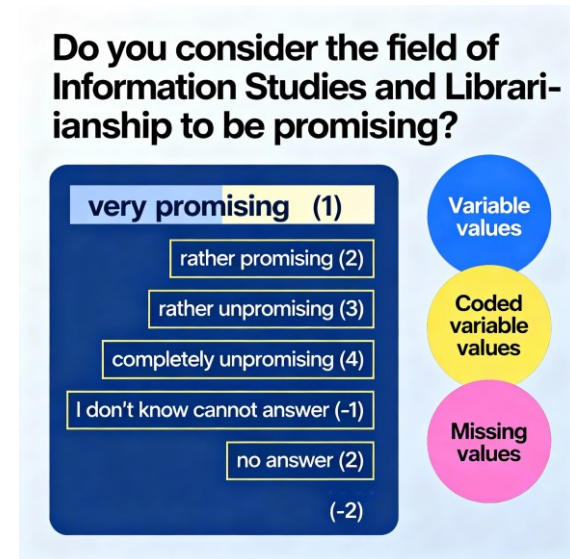 Do you consider the field of
Information Studies and Librari-
ianship to be promising?
very promising (1)
rather promising (2)
rather unpromising (3)
completely unpromising (4)
I don't know cannot answer (-1)
no answer (2)
(-2)
Variable
values
Coded
variable
values
Missing
values